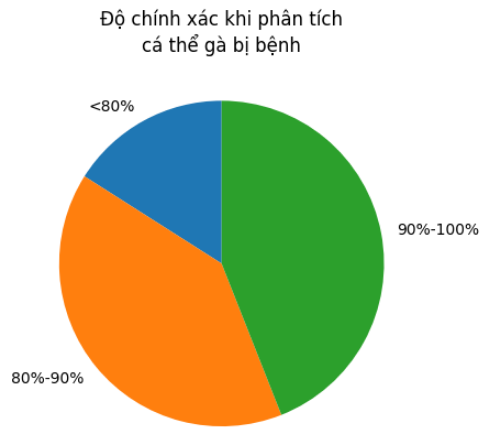 Độ chính xác khi phân tích
cá thể gà bị bệnh
<80%
90%-100%
80%-90%